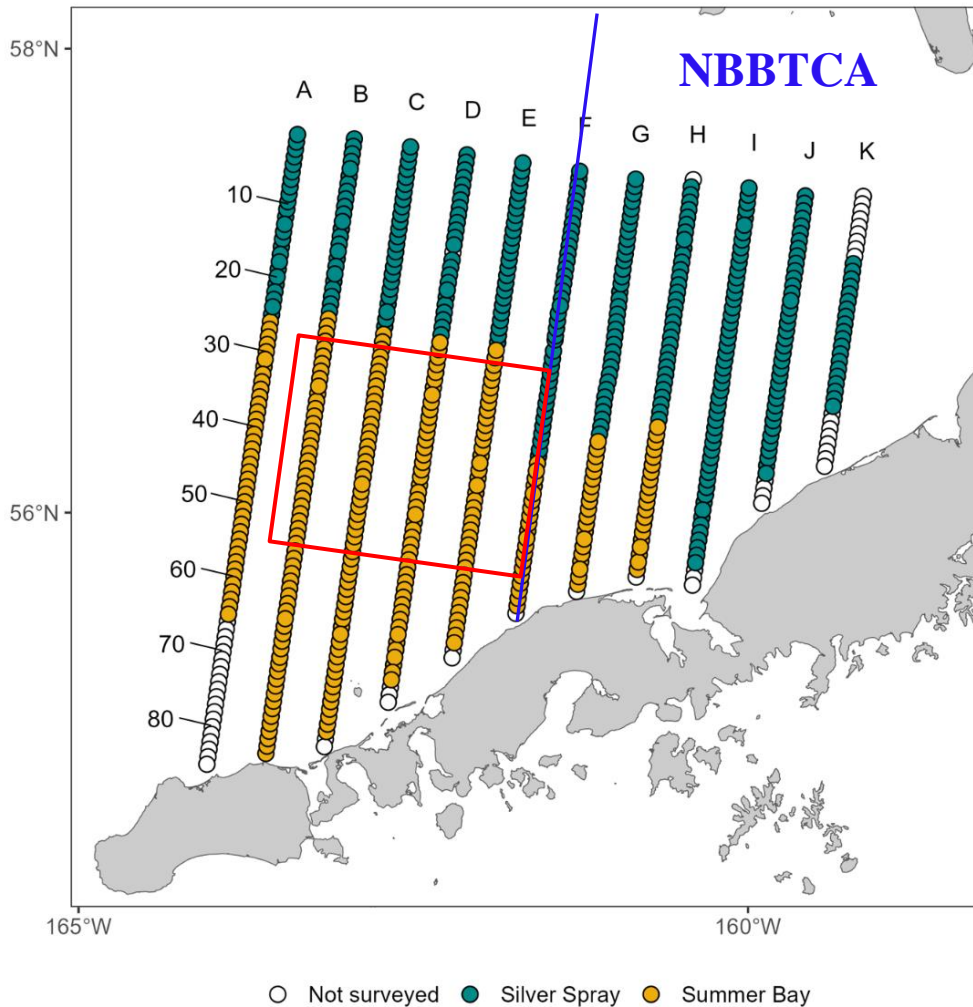 58°N
NBBTCA
A
B
C
D
E
F
G
H
I
J
K
10
20
30
40
50
56°N
60
70
80
165°W
160°W
Not surveyed
Silver Spray
Summer Bay